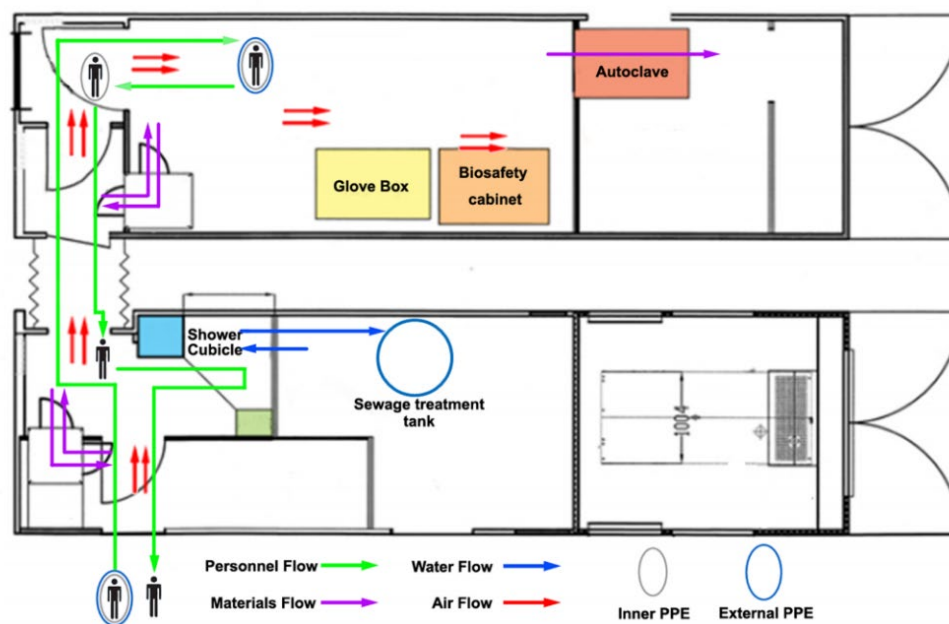 Autoclave
Glove Box
Biosafety
cabinet
Shower
Cubicle
Sewage treatment
tank
1004
Personnel Flow
Water Flow
Materials Flow
Air Flow
Inner PPE
External PPE